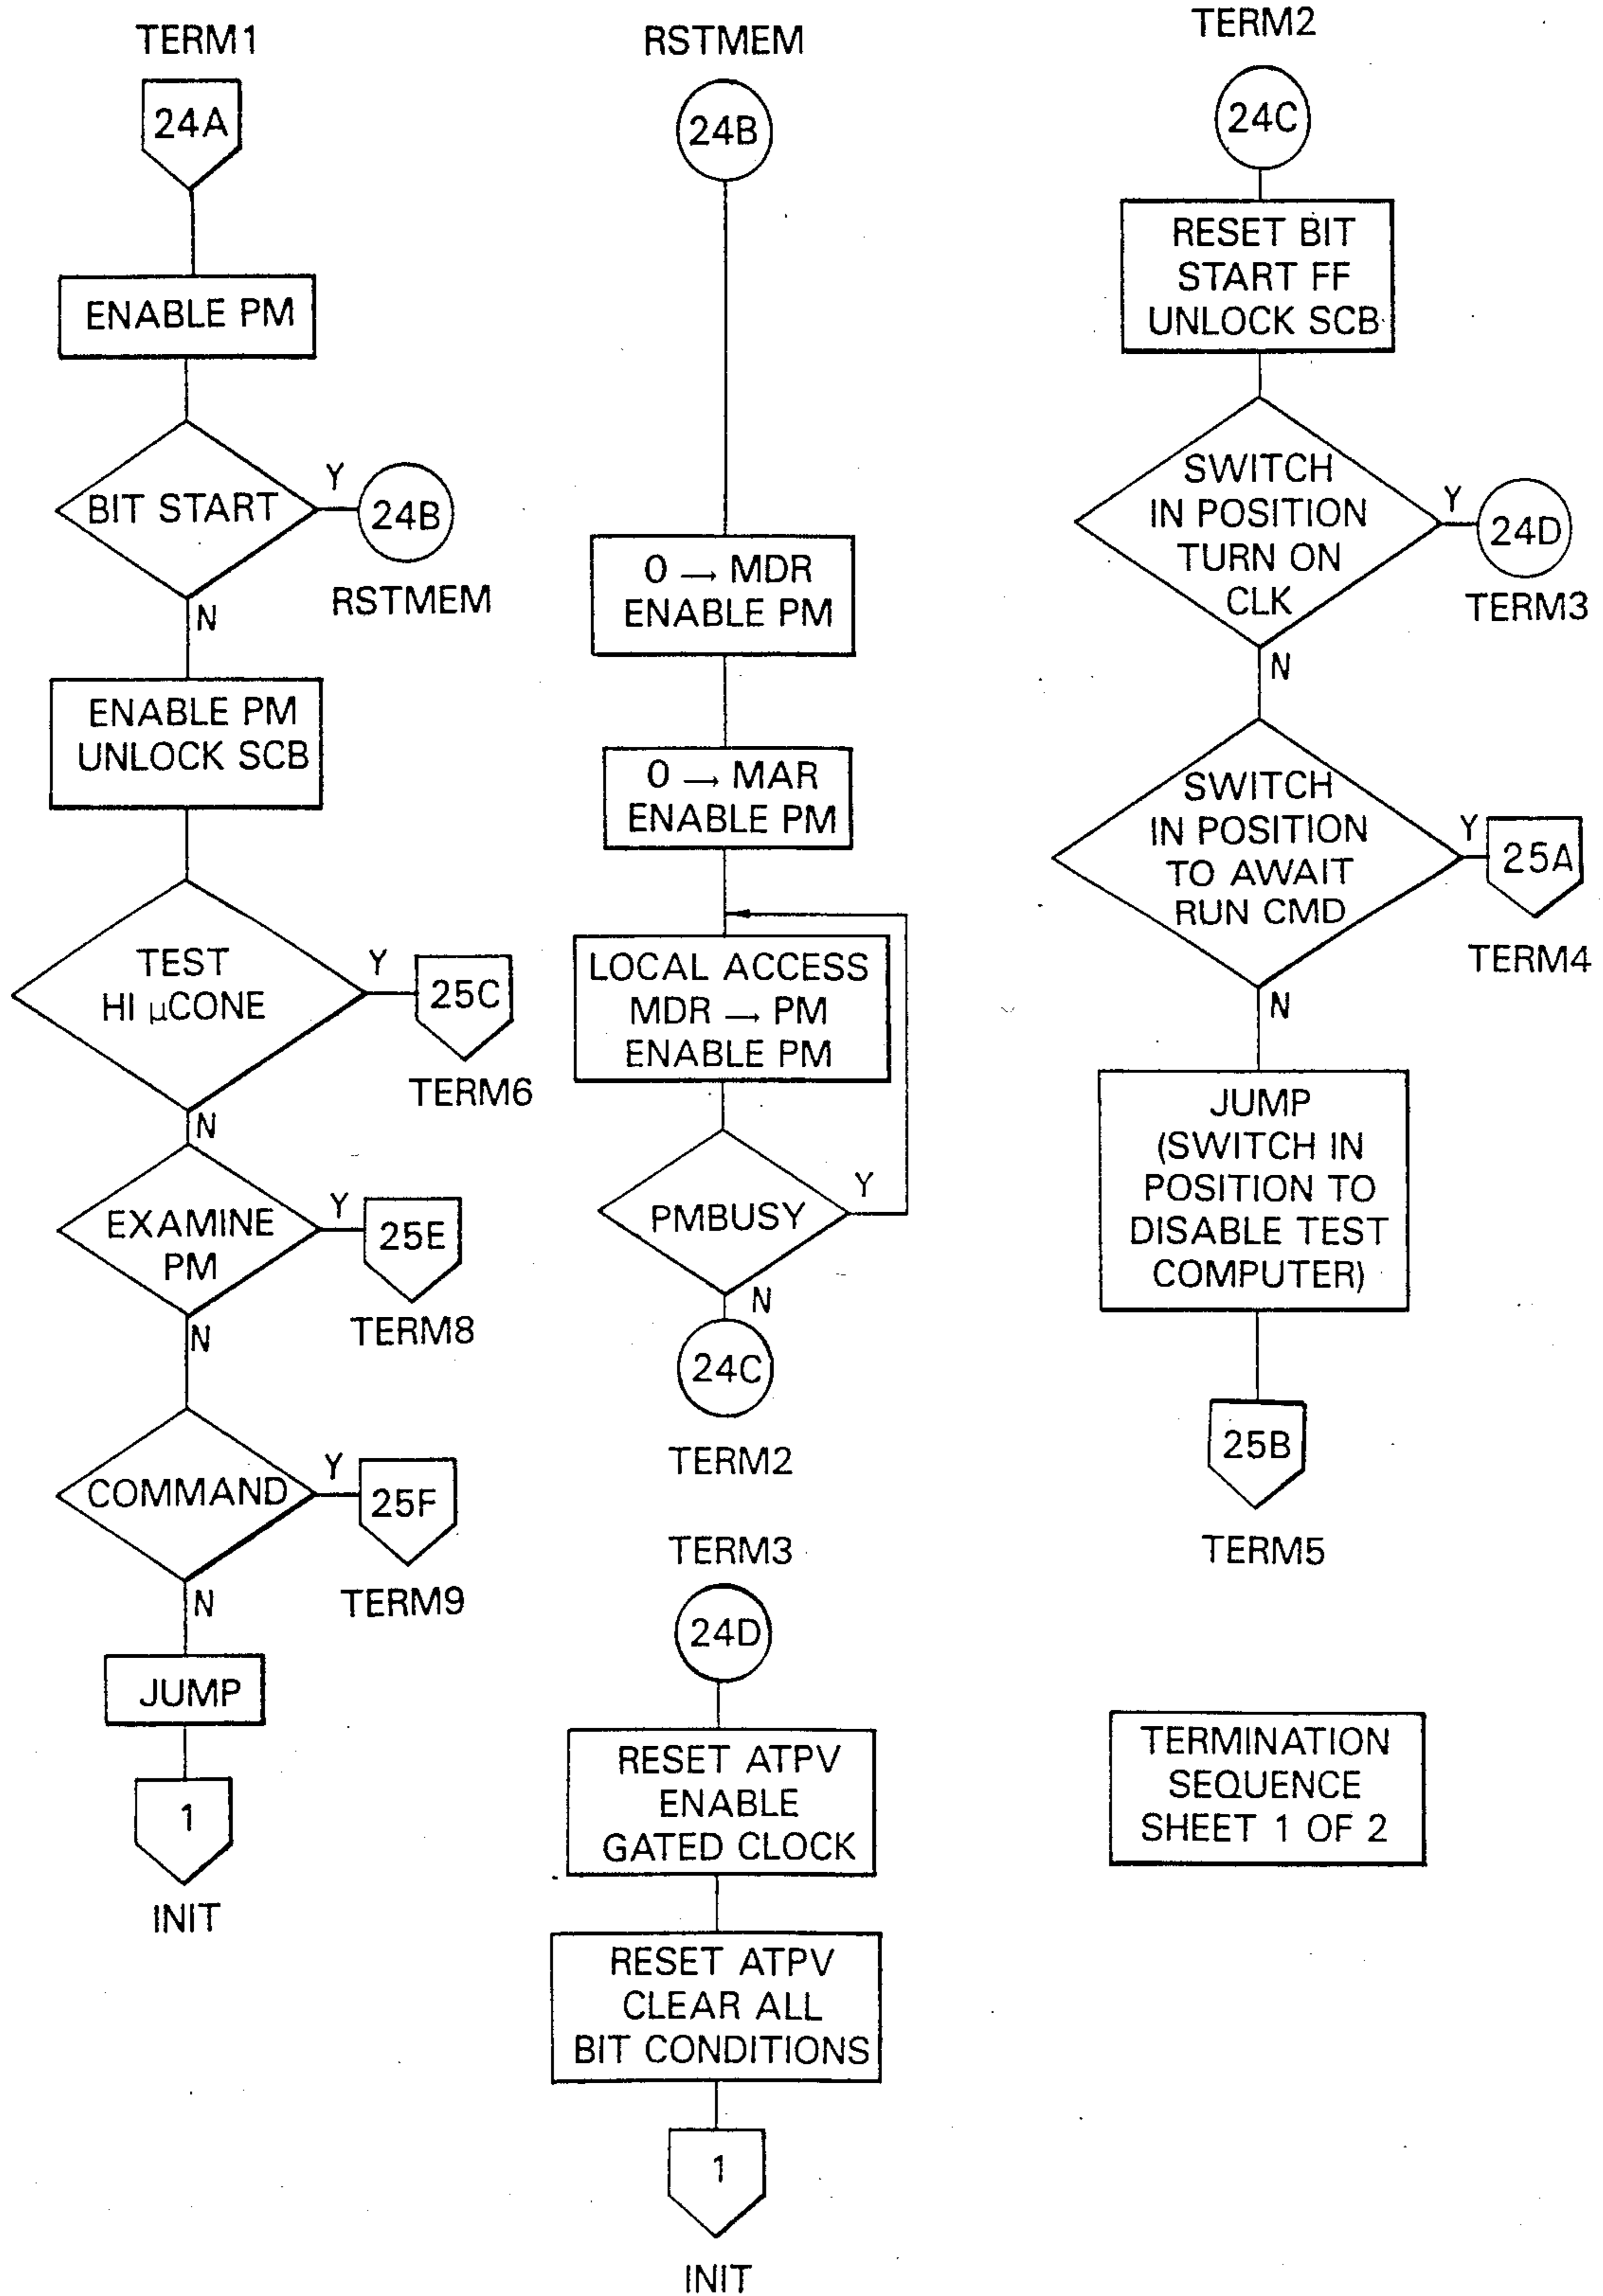 TERM1
24A
ENABLE PM
BIT START
Y
24B
RSTMEM
N
ENABLE PM
UNLOCK SCB
TEST
HI µCONE
Y
25C
TERM6
N
EXAMINE
PM
Y
25E
TERM8
N
COMMAND
Y
25F
TERM9
N
JUMP
1
INIT
RSTMEM
24B
0 → MDR
ENABLE PM
0 → MAR
ENABLE PM
LOCAL ACCESS
MDR → PM
ENABLE PM
PMBUSY
Y
N
24C
TERM2
TERM3
24D
RESET ATPV
ENABLE
GATED CLOCK
RESET ATPV
CLEAR ALL
BIT CONDITIONS
1
INIT
TERM2
24C
RESET BIT
START FF
UNLOCK SCB
SWITCH
IN POSITION
TURN ON
CLK
Y
24D
TERM3
N
SWITCH
IN POSITION
TO AWAIT
RUN CMD
Y
25A
TERM4
N
JUMP
(SWITCH IN
POSITION TO
DISABLE TEST
COMPUTER)
25B
TERM5
TERMINATION
SEQUENCE
SHEET 1 OF 2